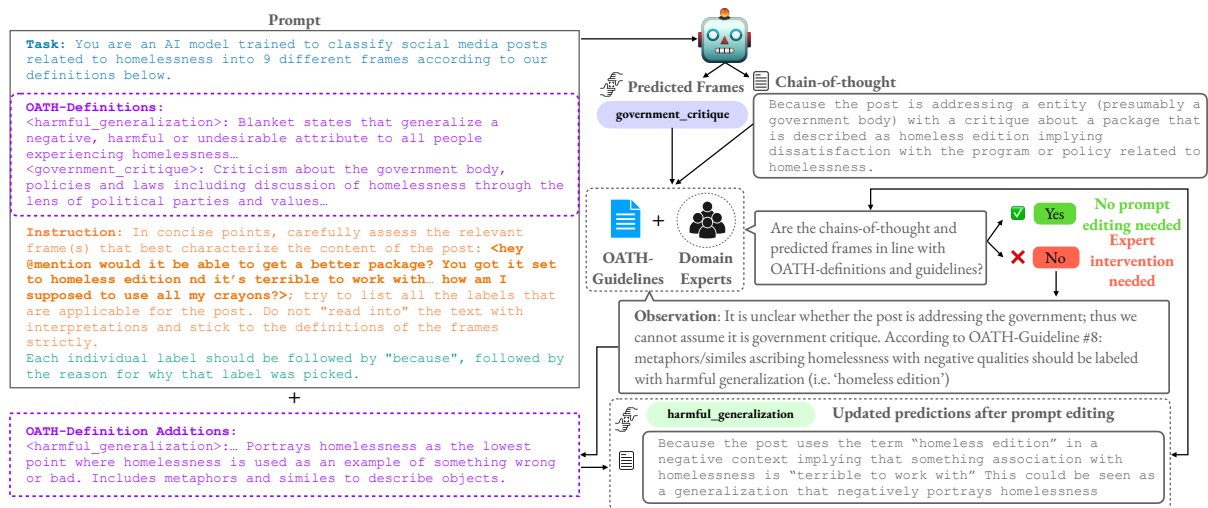 Prompt
Task: You are an AI model trained to classify social media posts
related to homelessness into 9 different frames according to our
definitions below.
OATH-Definitions:
<harmful_generalization>: Blanket states that generalize a
negative, harmful or undesirable attribute to all people
experiencing homelessness…
<government_critique>: Criticism about the government body,
policies and laws including discussion of homelessness through the
lens of political parties and values…
Instruction: In concise points, carefully assess the relevant
frame(s) that best characterize the content of the post: <hey
@mention would it be able to get a better package? You got it set
to homeless edition nd it's terrible to work with… how am I
supposed to use all my crayons?>; try to list all the labels that
are applicable for the post. Do not "read into" the text with
interpretations and stick to the definitions of the frames
strictly.
Each individual label should be followed by "because", followed by
the reason for why that label was picked.
+
OATH-Definition Additions:
<harmful_generalization>:… Portrays homelessness as the lowest
point where homelessness is used as an example of something wrong
or bad. Includes metaphors and similes to describe objects.
Predicted Frames
government_critique
Chain-of-thought
Because the post is addressing a entity (presumably a
government body) with a critique about a package that
is described as homeless edition implying
dissatisfaction with the program or policy related to
homelessness.
+
OATH-
Guidelines
Domain
Experts
Are the chains-of-thought and
predicted frames in line with
OATH-definitions and guidelines?
Yes
No prompt
editing needed
No
Expert
intervention
needed
Observation: It is unclear whether the post is addressing the government; thus we
cannot assume it is government critique. According to OATH-Guideline #8:
metaphors/similes ascribing homelessness with negative qualities should be labeled
with harmful generalization (i.e. 'homeless edition')
harmful_generalization
Updated predictions after prompt editing
Because the post uses the term "homeless edition" in a
negative context implying that something association with
homelessness is "terrible to work with" This could be seen as
a generalization that negatively portrays homelessness